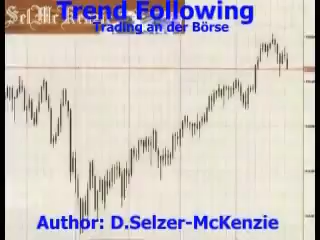 Trend Following
Trading an der Börse
Author: D.Selzer-McKenzie